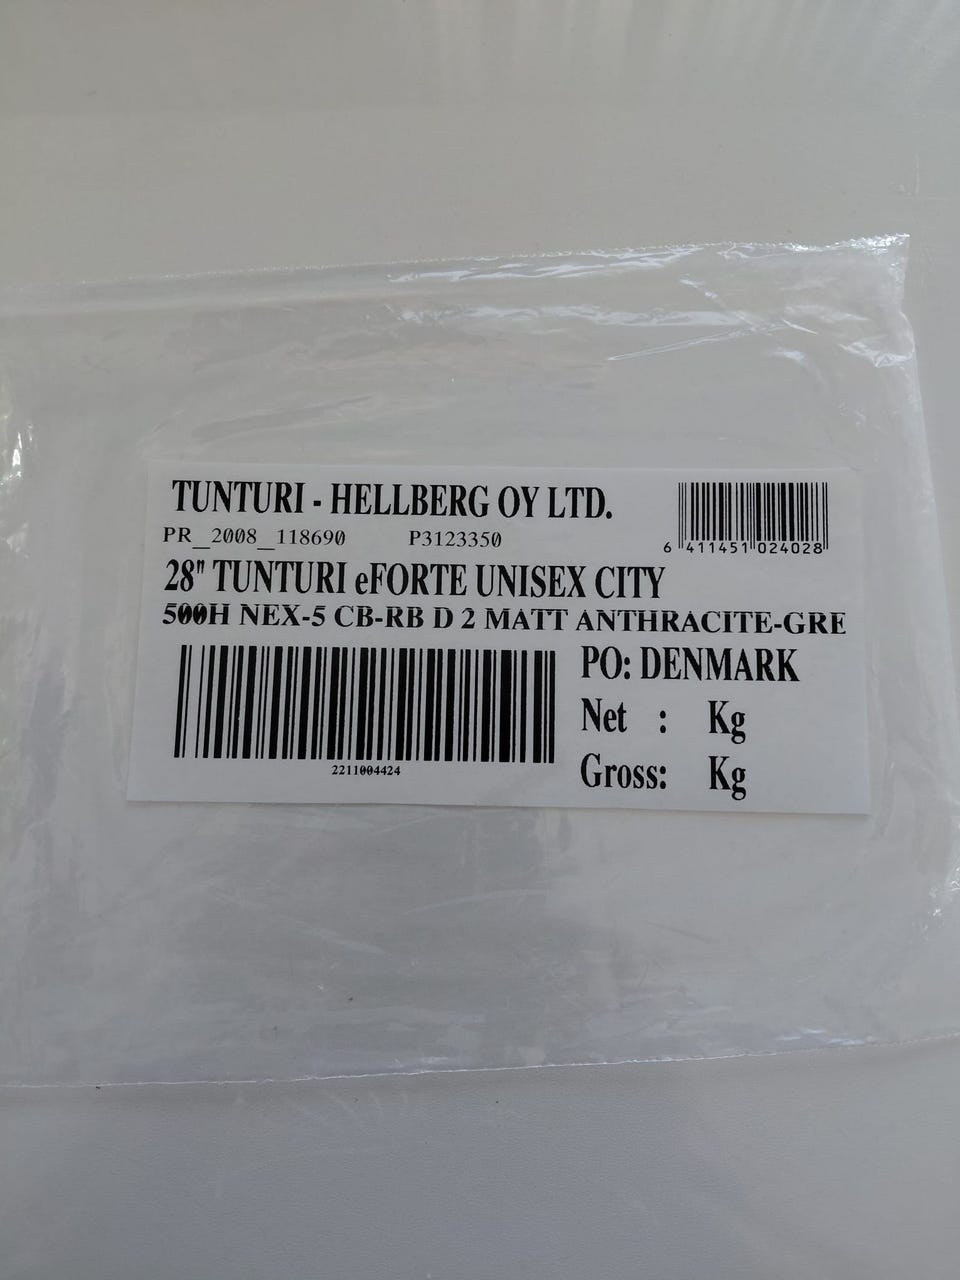 TUNTURI - HELLBERG OY LTD.
PR_2008_118690 P3123350
6 411451 024028
28" TUNTURI eFORTE UNISEX CITY
500H NEX-5 CB-RB D 2 MATT ANTHRACITE-GRE
2211004424
PO: DENMARK
Net : Kg
Gross: Kg